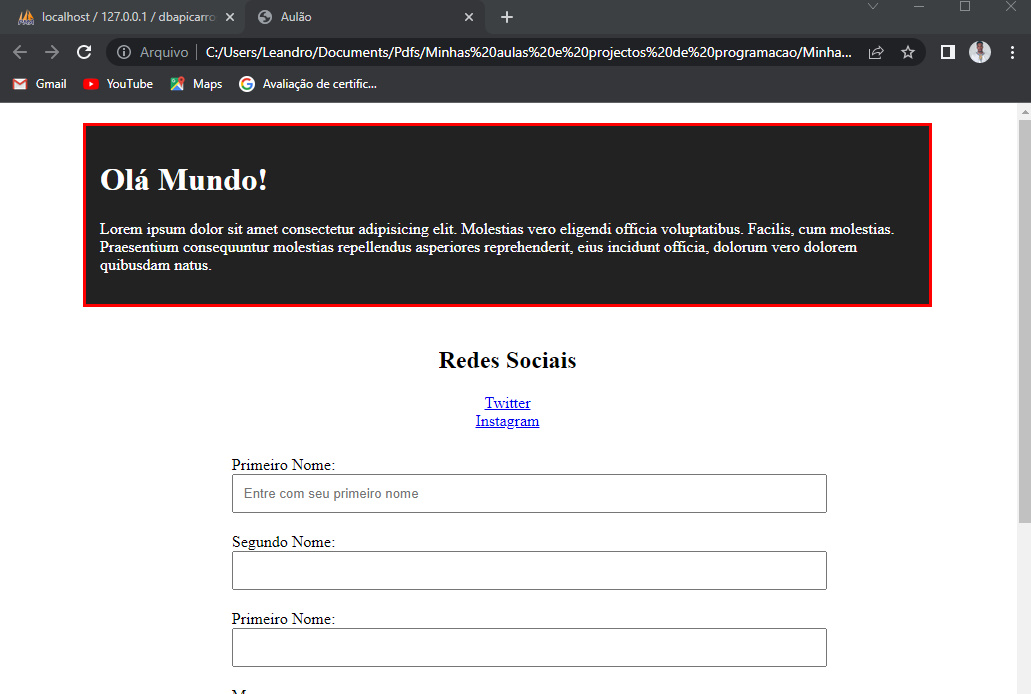 localhost / 127.0.0.1 / dbapicarro
Aulão
Arquivo
C:/Users/Leandro/Documents/Pdfs/Minhas%20aulas%20e%20projectos%20de%20programacao/Minha...
Gmail
YouTube
Maps
Avaliação de certific...
Olá Mundo!
Lorem ipsum dolor sit amet consectetur adipisicing elit. Molestias vero eligendi officia voluptatibus. Facilis, cum molestias.
Praesentium consequuntur molestias repellendus asperiores reprehenderit, eius incidunt officia, dolorum vero dolorem
quibusdam natus.
Redes Sociais
Twitter
Instagram
Primeiro Nome:
Entre com seu primeiro nome
Segundo Nome:
Primeiro Nome: